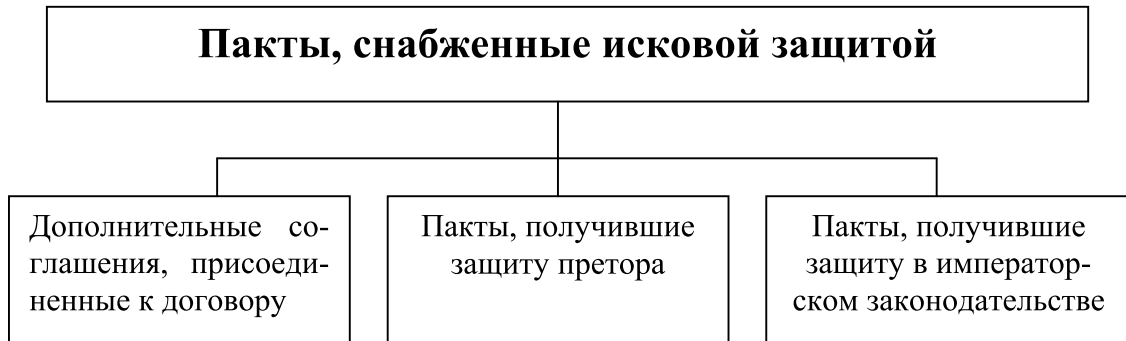 Пакты, снабженные исковой защитой
Дополнительные со-
глашения, присоеди-
ненные к договору
Пакты, получившие
защиту претора
Пакты, получившие
защиту в император-
ском законодательстве